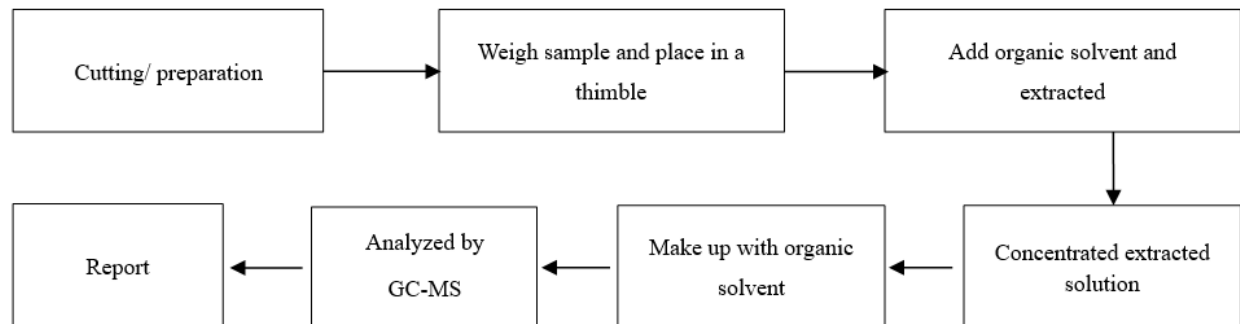 Cutting/ preparation
Weigh sample and place in a
thimble
Add organic solvent and
extracted
Concentrated extracted
solution
Make up with organic
solvent
Analyzed by
GC-MS
Report